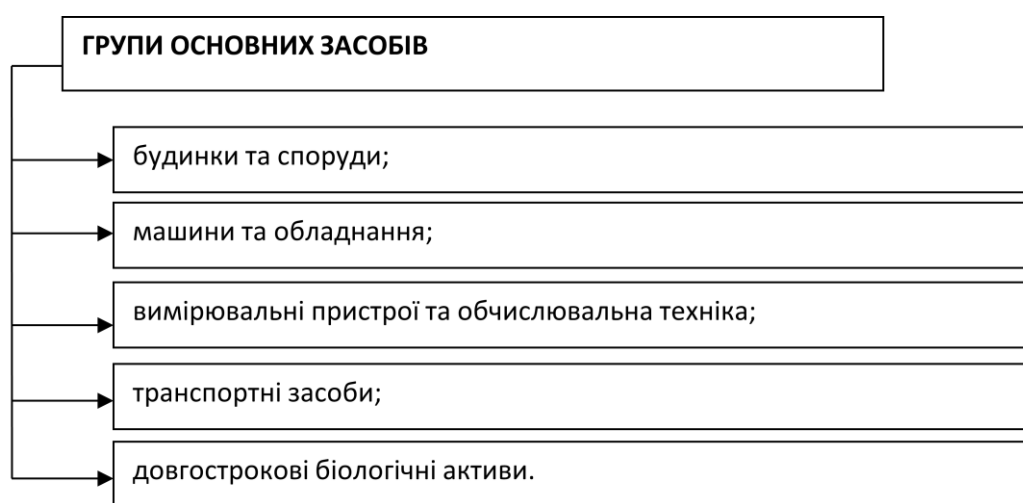 ГРУПИ ОСНОВНИХ ЗАСОБІВ
будинки та споруди;
машини та обладнання;
вимірювальні пристрої та обчислювальна техніка;
транспортні засоби;
довгострокові біологічні активи.